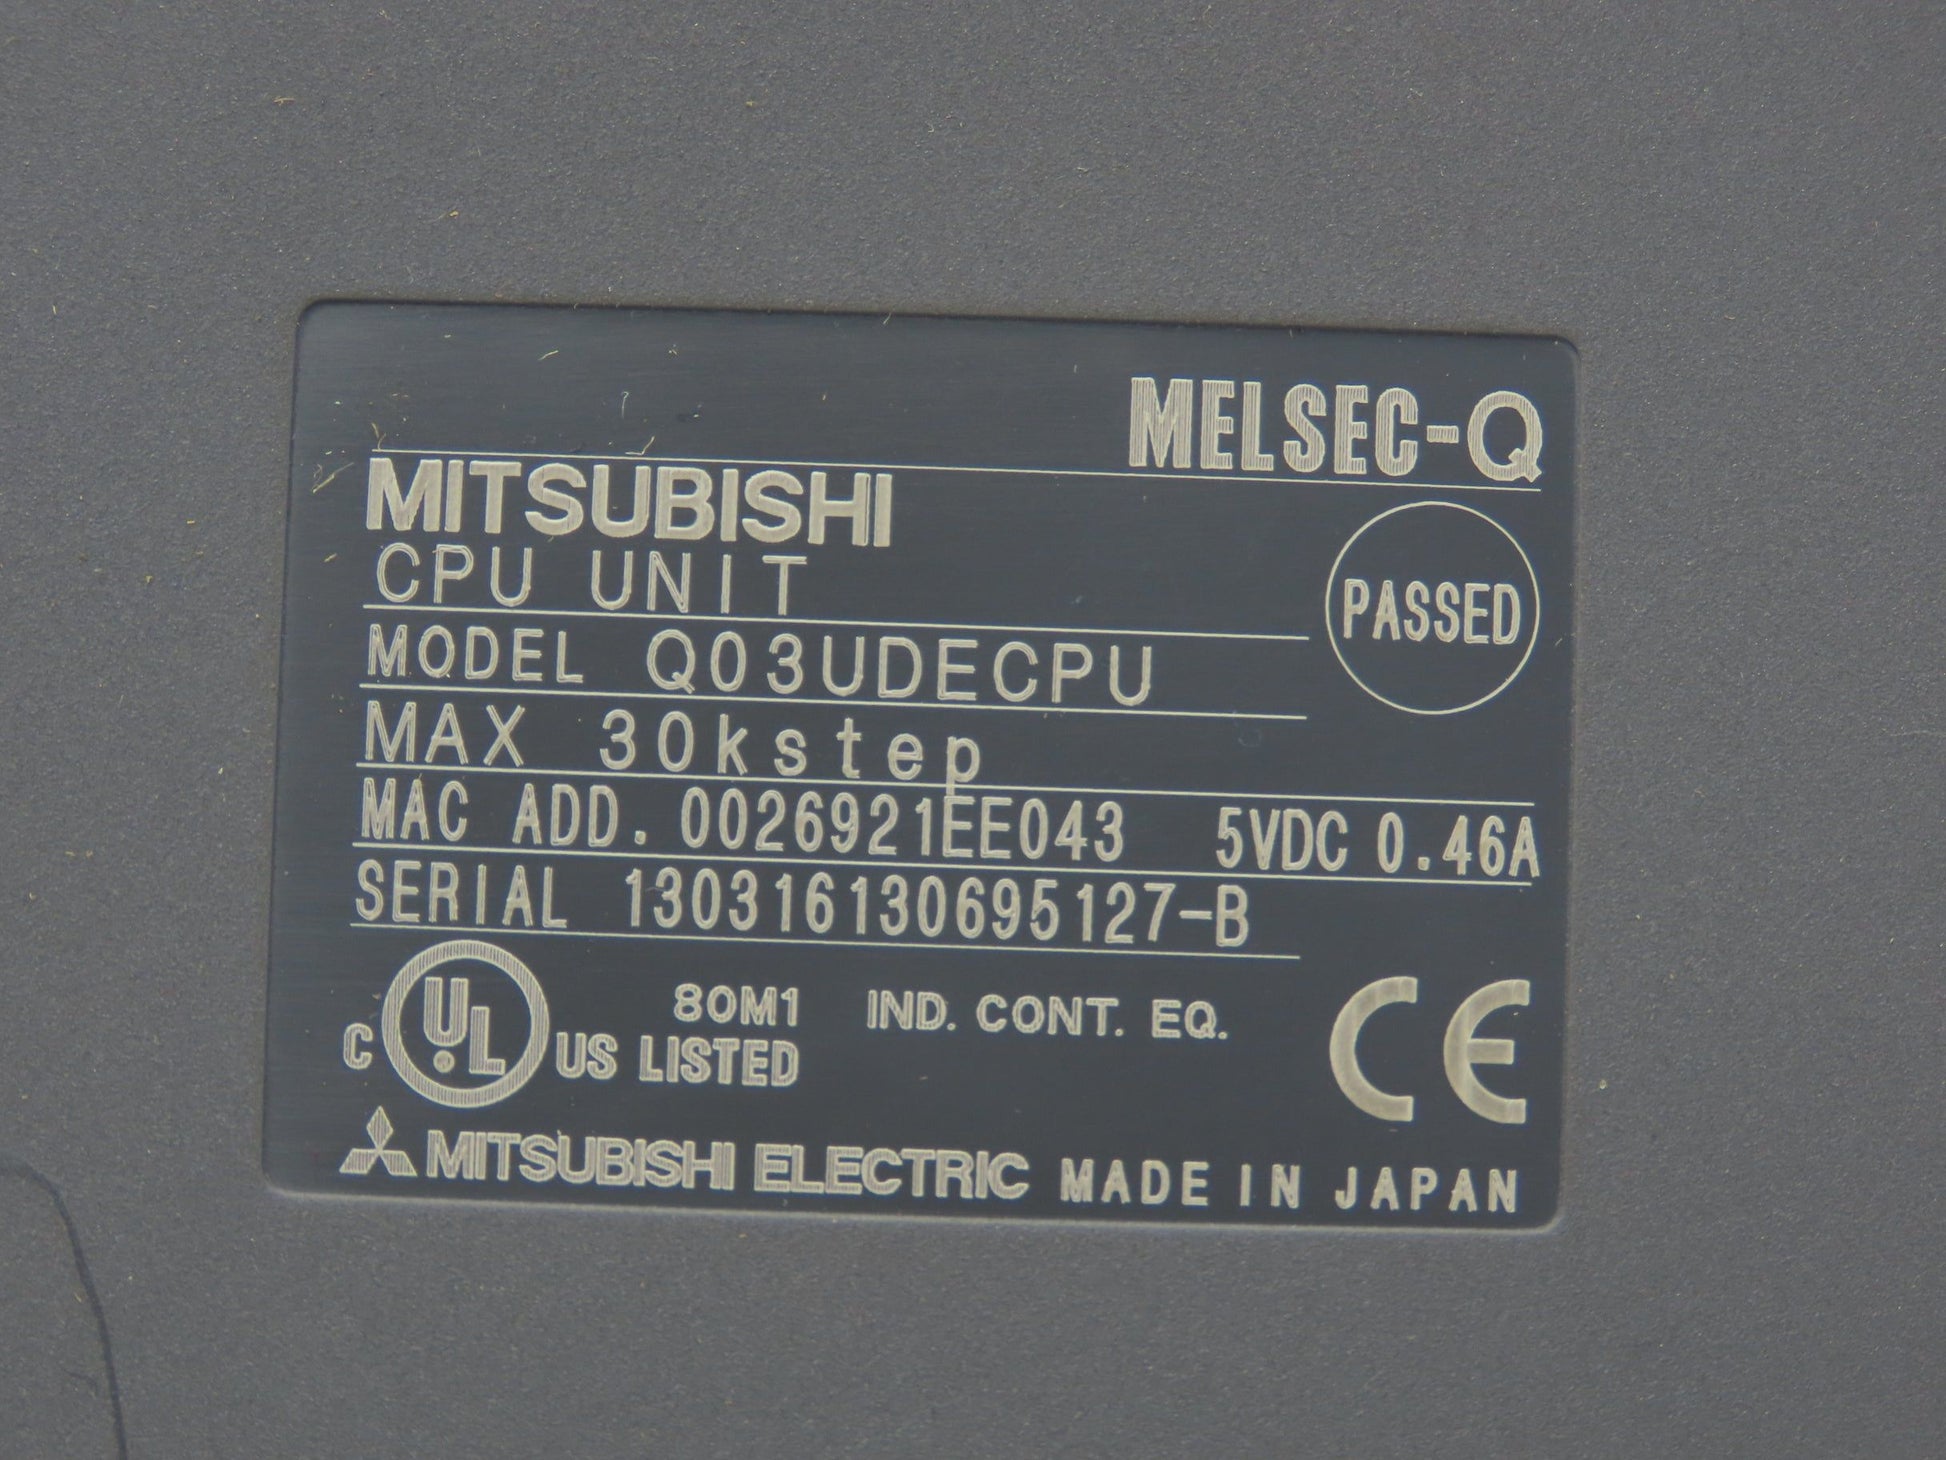 MELSEC-Q
MITSUBISHI
CPU UNIT
PASSED
MODEL Q03UDECPU
MAX 30kstep
MAC ADD. 0026921EE043 5VDC 0.46A
SERIAL 130316130695127-B
C UL US LISTED 80M1 IND. CONT. EQ.
CE
MITSUBISHI ELECTRIC MADE IN JAPAN